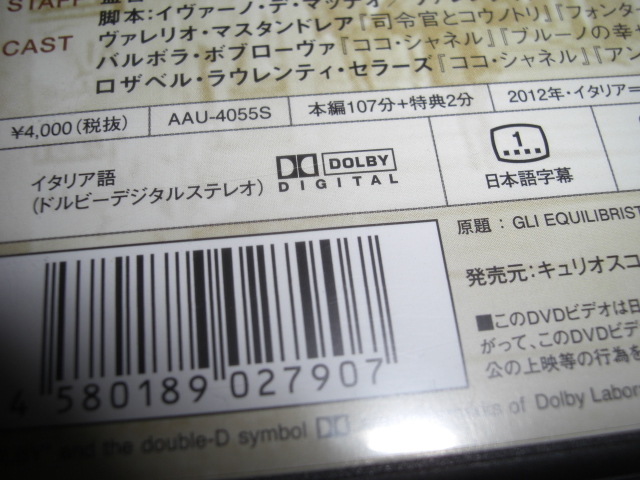 STAFF
脚本:イヴァーノ・デ・マッテオ
CAST
ヴァレリオ・マスタンドレア『司令官とコウノトリ』『フォンタ
バルボラ・ボブローヴァ『ココ・シャネル』『ブルーノの幸せ
ロザベル・ラウレンティ・セラーズ『ココ・シャネル』『アン
¥4,000(税抜) AAU-4055S 本編107分+特典2分 2012年・イタリア=
イタリア語
(ドルビーデジタルステレオ)
DOLBY
DIGITAL
1
日本語字幕
原題:GLI EQUILIBRIST
発売元:キュリオスコ
■このDVDビデオは日
がって、このDVDビデ
公の上映等の行為を
4 580189 027907
and the double-D symbol of Dolby Labor